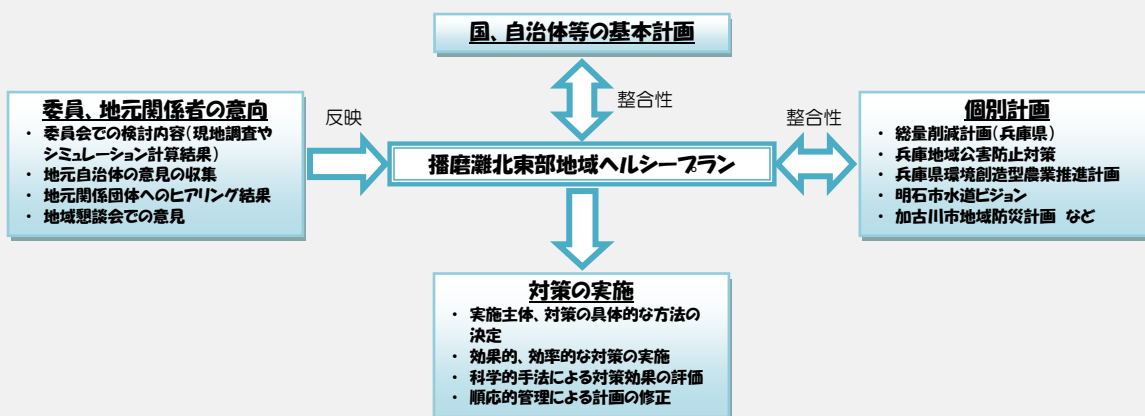 国、自治体等の基本計画
整合性
委員、地元関係者の意向
・ 委員会での検討内容(現地調査や
シミュレーション計算結果)
・ 地元自治体の意見の収集
・ 地元関係団体へのヒアリング結果
・ 地域懇談会での意見
反映
播磨灘北東部地域ヘルシープラン
整合性
個別計画
・ 総量削減計画(兵庫県)
・ 兵庫地域公害防止対策
・ 兵庫県環境創造型農業推進計画
・ 明石市水道ビジョン
・ 加古川市地域防災計画 など
対策の実施
・ 実施主体、対策の具体的な方法の
決定
・ 効果的、効率的な対策の実施
・ 科学的手法による対策効果の評価
・ 順応的管理による計画の修正